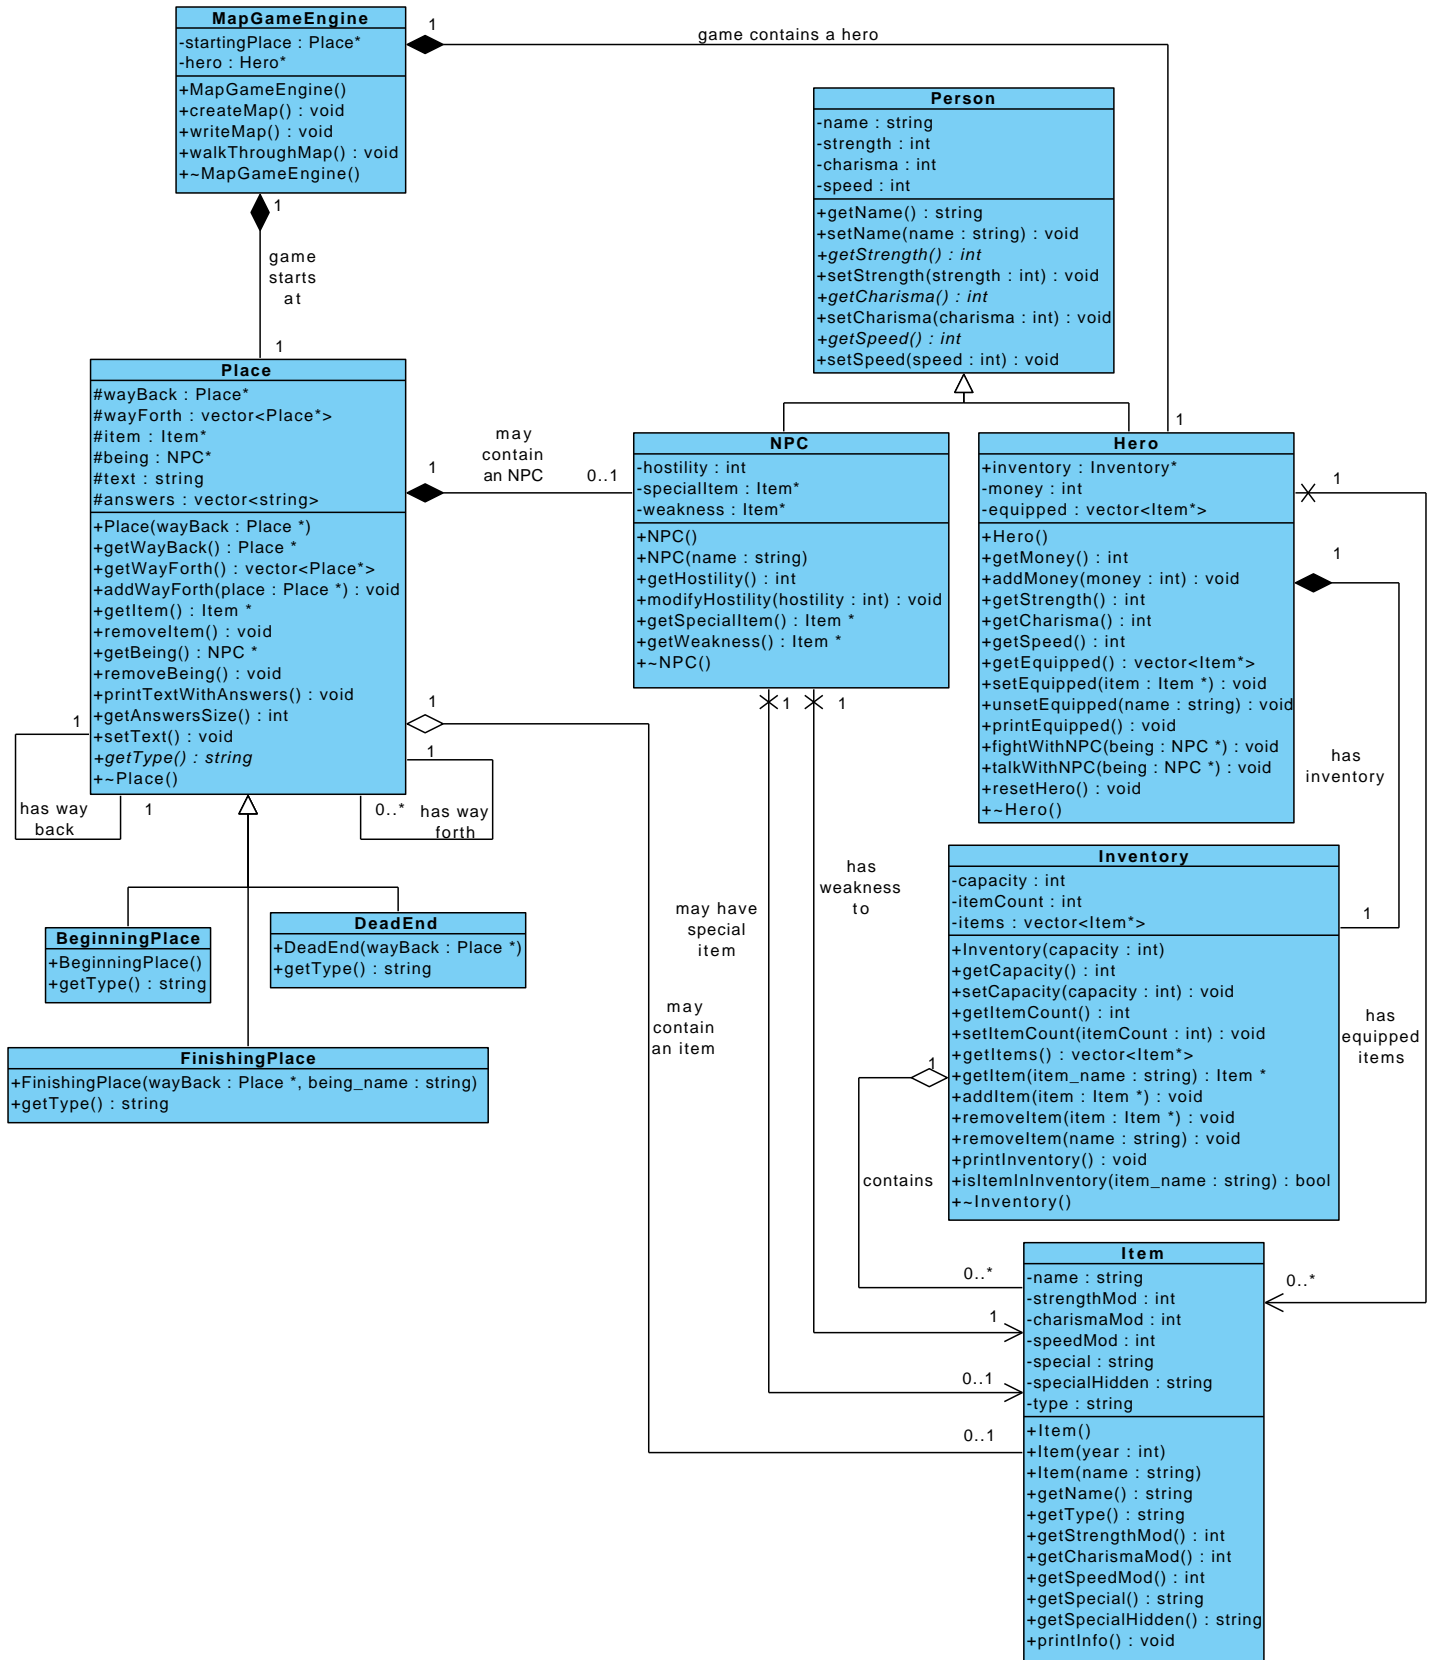 MapGameEngine
-startingPlace : Place*
-hero : Hero*
+MapGameEngine()
+createMap() : void
+writeMap() : void
+walkThroughMap() : void
+~MapGameEngine()
1
game contains a hero
1
1
game
starts
at
1
Person
-name : string
-strength : int
-charisma : int
-speed : int
+getName() : string
+setName(name : string) : void
+getStrength() : int
+setStrength(strength : int) : void
+getCharisma() : int
+setCharisma(charisma : int) : void
+getSpeed() : int
+setSpeed(speed : int) : void
Place
#wayBack : Place*
#wayForth : vector<Place*>
#item : Item*
#being : NPC*
#text : string
#answers : vector<string>
+Place(wayBack : Place *)
+getWayBack() : Place *
+getWayForth() : vector<Place*>
+addWayForth(place : Place *) : void
+getItem() : Item *
+removeItem() : void
+getBeing() : NPC *
+removeBeing() : void
+printTextWithAnswers() : void
+getAnswersSize() : int
+setText() : void
+getType() : string
+~Place()
may
contain
an NPC
1
0..1
NPC
-hostility : int
-specialItem : Item*
-weakness : Item*
+NPC()
+NPC(name : string)
+getHostility() : int
+modifyHostility(hostility : int) : void
+getSpecialItem() : Item *
+getWeakness() : Item *
+~NPC()
Hero
+inventory : Inventory*
-money : int
-equipped : vector<Item*>
+Hero()
+getMoney() : int
+addMoney(money : int) : void
+getStrength() : int
+getCharisma() : int
+getSpeed() : int
+getEquipped() : vector<Item*>
+setEquipped(item : Item *) : void
+unsetEquipped(name : string) : void
+printEquipped() : void
+fightWithNPC(being : NPC *) : void
+talkWithNPC(being : NPC *) : void
+resetHero() : void
+~Hero()
1
1
has
inventory
1
1
1
has way
back
1
1
0..*
has way
forth
1
1
1
BeginningPlace
+BeginningPlace()
+getType() : string
DeadEnd
+DeadEnd(wayBack : Place *)
+getType() : string
FinishingPlace
+FinishingPlace(wayBack : Place *, being_name : string)
+getType() : string
may have
special
item
has
weakness
to
may
contain
an item
Inventory
-capacity : int
-itemCount : int
-items : vector<Item*>
+Inventory(capacity : int)
+getCapacity() : int
+setCapacity(capacity : int) : void
+getItemCount() : int
+setItemCount(itemCount : int) : void
+getItems() : vector<Item*>
+getItem(item_name : string) : Item *
+addItem(item : Item *) : void
+removeItem(item : Item *) : void
+removeItem(name : string) : void
+printInventory() : void
+isItemInInventory(item_name : string) : bool
+~Inventory()
has
equipped
items
1
contains
0..*
0..*
1
0..1
0..1
Item
-name : string
-strengthMod : int
-charismaMod : int
-speedMod : int
-special : string
-specialHidden : string
-type : string
+Item()
+Item(year : int)
+Item(name : string)
+getName() : string
+getType() : string
+getStrengthMod() : int
+getCharismaMod() : int
+getSpeedMod() : int
+getSpecial() : string
+getSpecialHidden() : string
+printInfo() : void